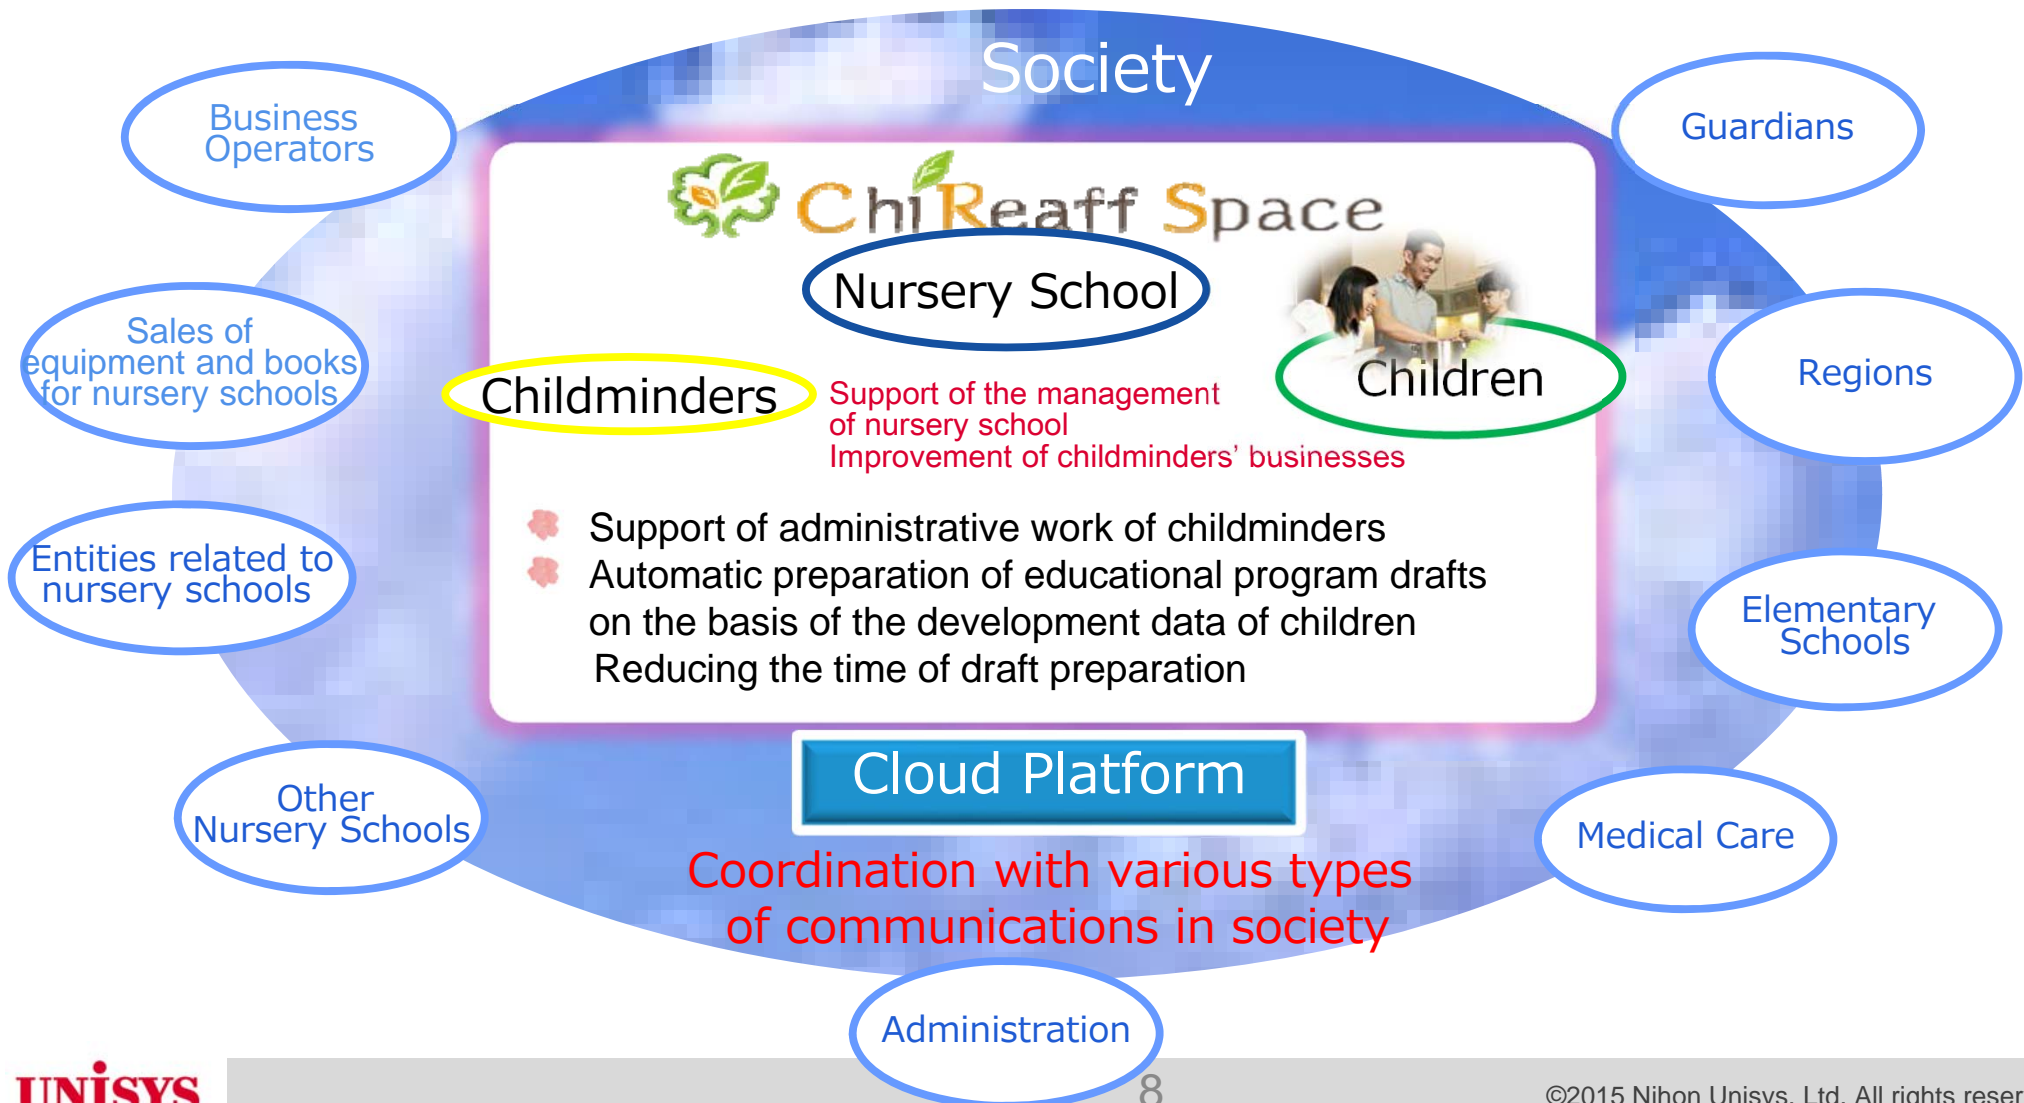 Society
Business
Operators
Guardians
ChiReaff Space
Nursery School
Sales of
equipment and books
for nursery schools
Childminders
Children
Regions
Support of the management
of nursery school
Improvement of childminders' businesses
Support of administrative work of childminders
Automatic preparation of educational program drafts
on the basis of the development data of children
Reducing the time of draft preparation
Entities related to
nursery schools
Elementary
Schools
Cloud Platform
Other
Nursery Schools
Medical Care
Coordination with various types
of communications in society
Administration
UNISYS
8
©2015 Nihon Unisys, Ltd. All rights reser